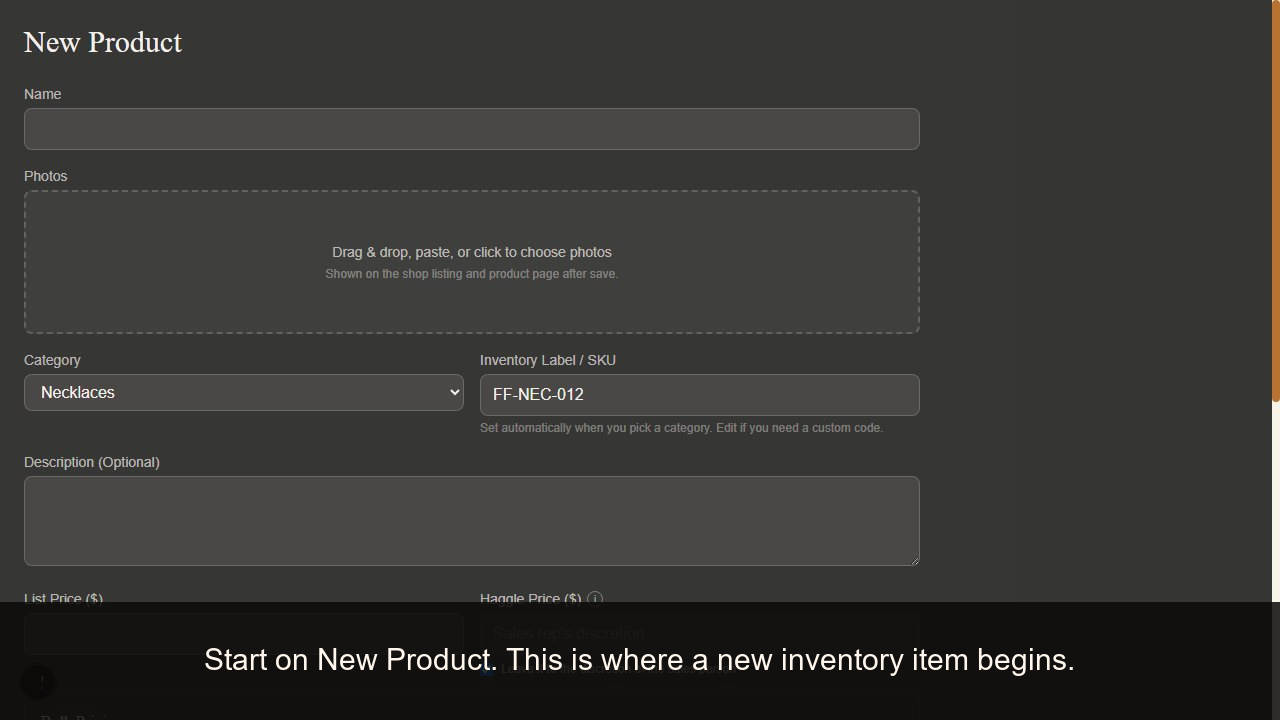 New Product
Name
Photos
Drag & drop, paste, or click to choose photos
Shown on the shop listing and product page after save.
Category
Inventory Label / SKU
Necklaces
FF-NEC-012
Set automatically when you pick a category. Edit if you need a custom code.
Description (Optional)
List Price ($)
Haggle Price ($)
Sales rep's discretion
Start on New Product. This is where a new inventory item begins.